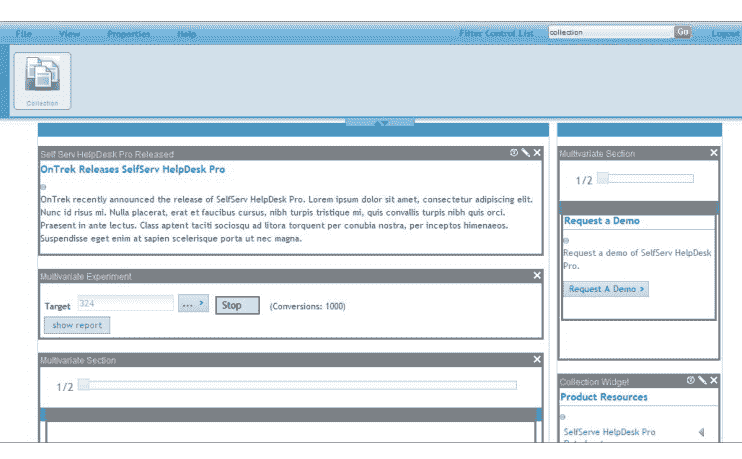 File View Properties Help Filter Control List collection Go Logout
Collection
Self Serv HelpDesk Pro Released
OnTrek Releases SelfServ HelpDesk Pro
OnTrek recently announced the release of SelfServ HelpDesk Pro. Lorem ipsum dolor sit amet, consectetur adipiscing elit.
Nunc id risus mi. Nulla placerat, erat et faucibus cursus, nibh turpis tristique mi, quis convallis turpis nibh quis orci.
Praesent in ante lectus. Class aptent taciti sociosqu ad litora torquent per conubia nostra, per inceptos himenaeos.
Suspendisse eget enim at sapien scelerisque porta ut nec magna.
Multivariate Experiment
Target 324 ... > Stop (Conversions: 1000)
show report
Multivariate Section
1/2
Multivariate Section
1/2
Request a Demo
Request a demo of SelfServ HelpDesk
Pro.
Request A Demo >
Collection Widget
Product Resources
SelfServe HelpDesk Pro